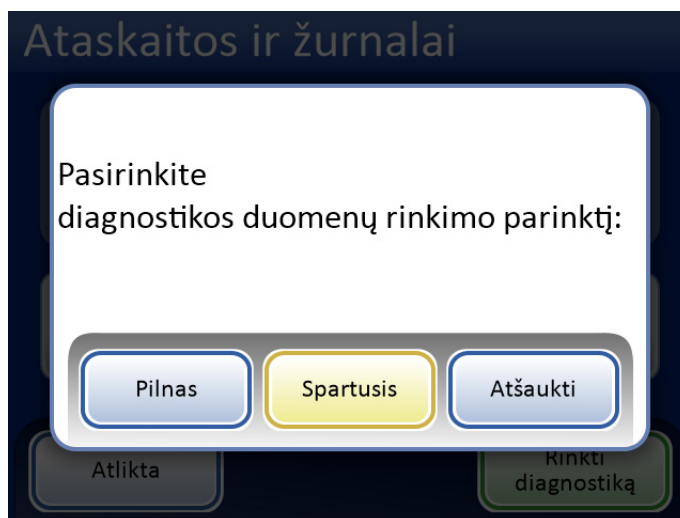 Ataskaitos ir žurnalai
Pasirinkite
diagnostikos duomenų rinkimo parinktį:
Pilnas
Spartusis
Atšaukti
Atlikta
Rinkti
diagnostiką